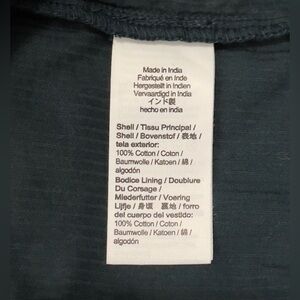 Made in India
Fabriqué en Inde
Hergestellt in Indien
Vervaardigd in India
インド製
hecho en India
Shell / Tissu Principal /
Shell / Bovenstof / 表地 /
tela exterior:
100% Cotton / Coton /
Baumwolle / Katoen / 綿 /
algodón
Bodice Lining / Doublure
Du Corsage /
Miederfutter / Voering
Lijfje / 身頃 裏地 / forro
del cuerpo del vestido:
100% Cotton / Coton /
Baumwolle / Katoen / 綿 /
algodón